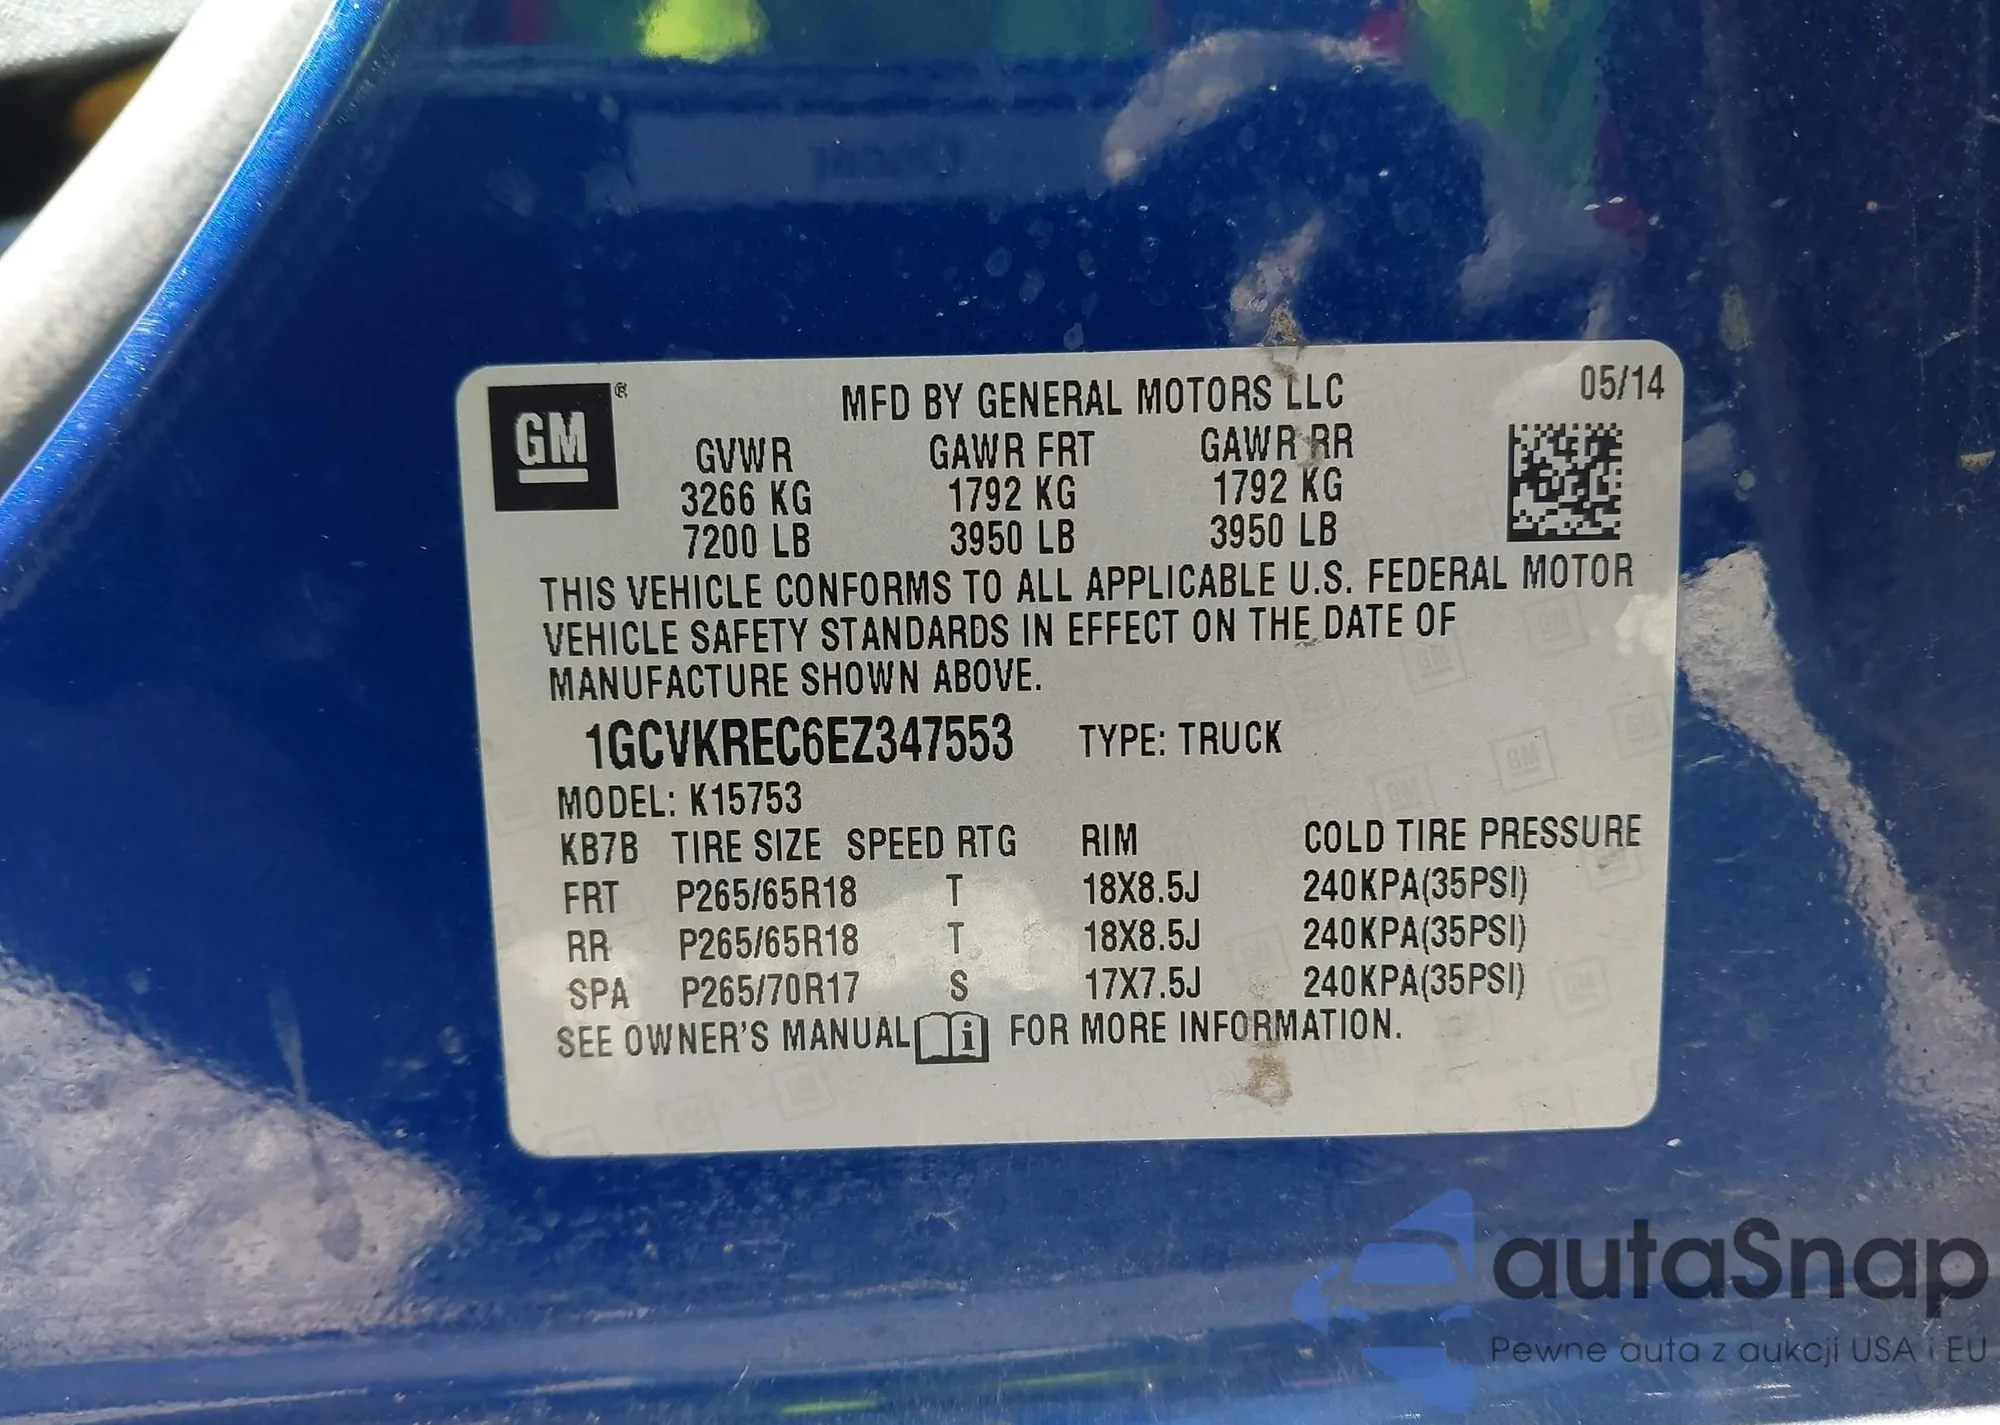 GM ®
MFD BY GENERAL MOTORS LLC 05/14
GVWR GAWR FRT GAWR RR
3266 KG 1792 KG 1792 KG
7200 LB 3950 LB 3950 LB
THIS VEHICLE CONFORMS TO ALL APPLICABLE U.S. FEDERAL MOTOR
VEHICLE SAFETY STANDARDS IN EFFECT ON THE DATE OF
MANUFACTURE SHOWN ABOVE.
1GCVKREC6EZ347553 TYPE: TRUCK
MODEL: K15753
KB7B TIRE SIZE SPEED RTG RIM COLD TIRE PRESSURE
FRT P265/65R18 T 18X8.5J 240KPA(35PSI)
RR P265/65R18 T 18X8.5J 240KPA(35PSI)
SPA P265/70R17 S 17X7.5J 240KPA(35PSI)
SEE OWNER'S MANUAL i FOR MORE INFORMATION.
autaSnap
Pewne auta z aukcji USA i EU